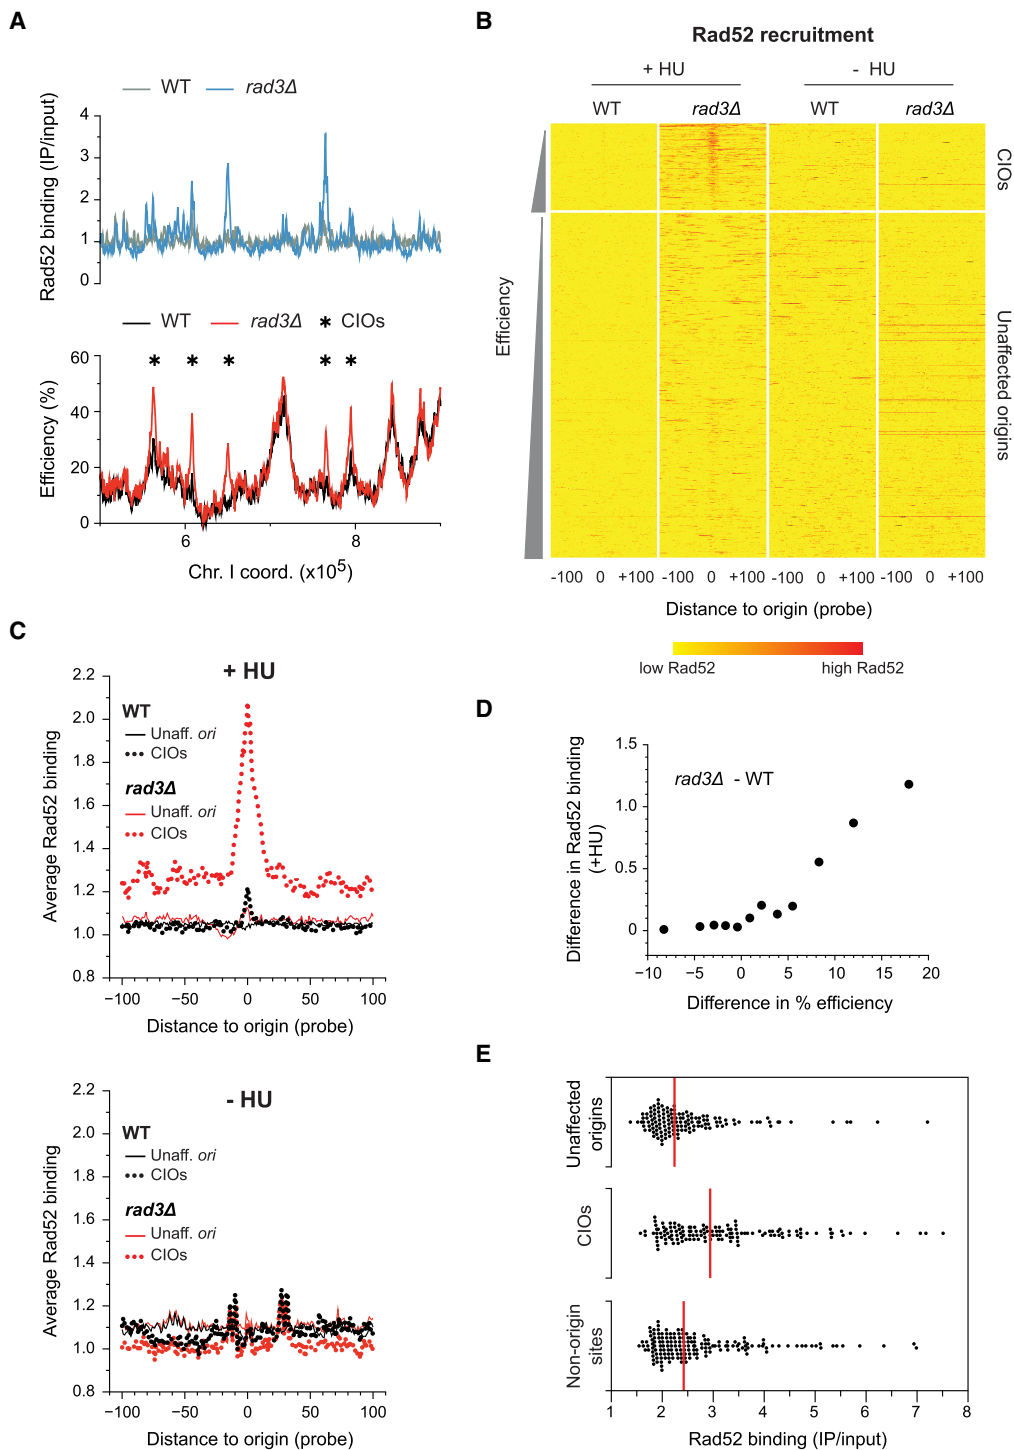 A
WT rad3Δ
Rad52 binding (IP/input)
4
3
2
1
0
WT rad3Δ * CIOs
Efficiency (%)
60
40
20
0
* * * * *
6 8
Chr. I coord. (x10⁵)
B
Rad52 recruitment
+ HU - HU
WT rad3Δ WT rad3Δ
Efficiency
CIOs
Unaffected origins
-100 0 +100 -100 0 +100 -100 0 +100 -100 0 +100
Distance to origin (probe)
low Rad52 high Rad52
C
+ HU
Average Rad52 binding
2.2
2.0
1.8
1.6
1.4
1.2
1.0
0.8
WT
Unaff. ori
CIOs
rad3Δ
Unaff. ori
CIOs
−100 −50 0 50 100
Distance to origin (probe)
- HU
Average Rad52 binding
2.2
2.0
1.8
1.6
1.4
1.2
1.0
0.8
WT
Unaff. ori
CIOs
rad3Δ
Unaff. ori
CIOs
−100 −50 0 50 100
Distance to origin (probe)
D
Difference in Rad52 binding
(+HU)
1.5
1.0
0.5
0
rad3Δ - WT
−10 −5 0 5 10 15 20
Difference in % efficiency
E
Unaffected
origins
CIOs
Non-origin
sites
1 2 3 4 5 6 7 8
Rad52 binding (IP/input)